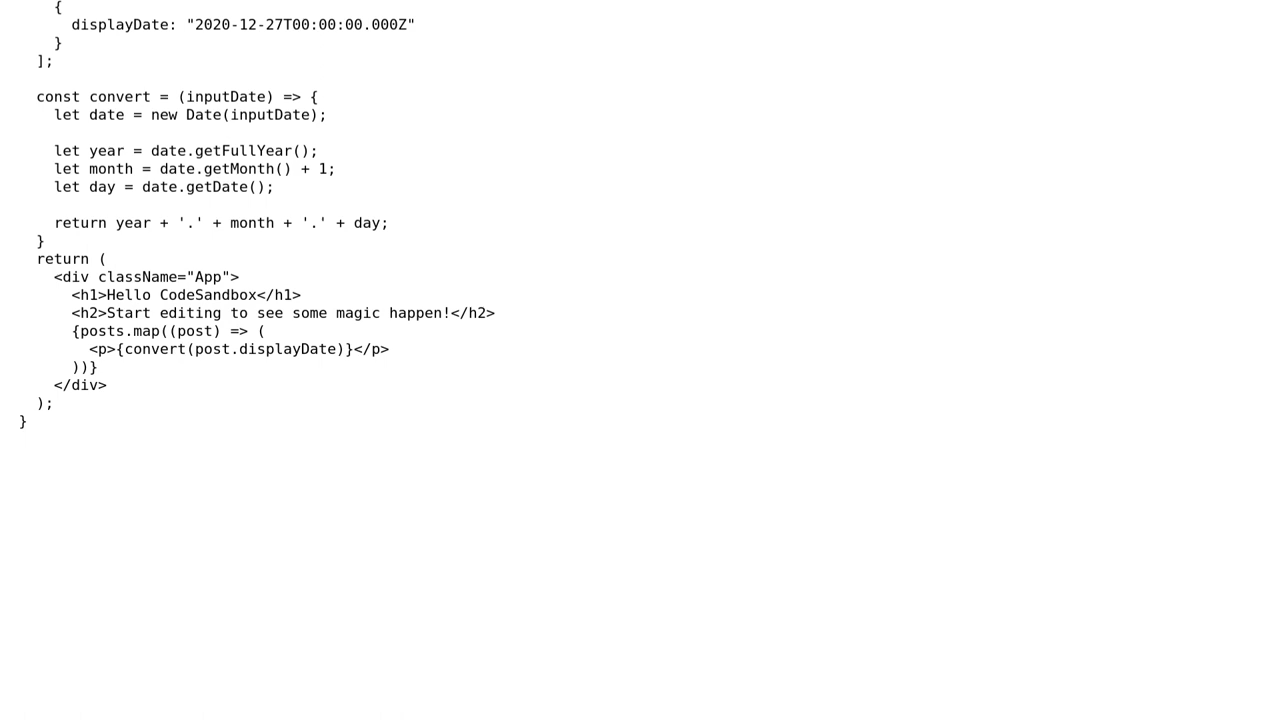 {
      displayDate: "2020-12-27T00:00:00.000Z"
    }
  ];

  const convert = (inputDate) => {
    let date = new Date(inputDate);

    let year = date.getFullYear();
    let month = date.getMonth() + 1;
    let day = date.getDate();

    return year + '.' + month + '.' + day;
  }
  return (
    <div className="App">
      <h1>Hello CodeSandbox</h1>
      <h2>Start editing to see some magic happen!</h2>
      {posts.map((post) => (
        <p>{convert(post.displayDate)}</p>
      ))}
    </div>
  );
}